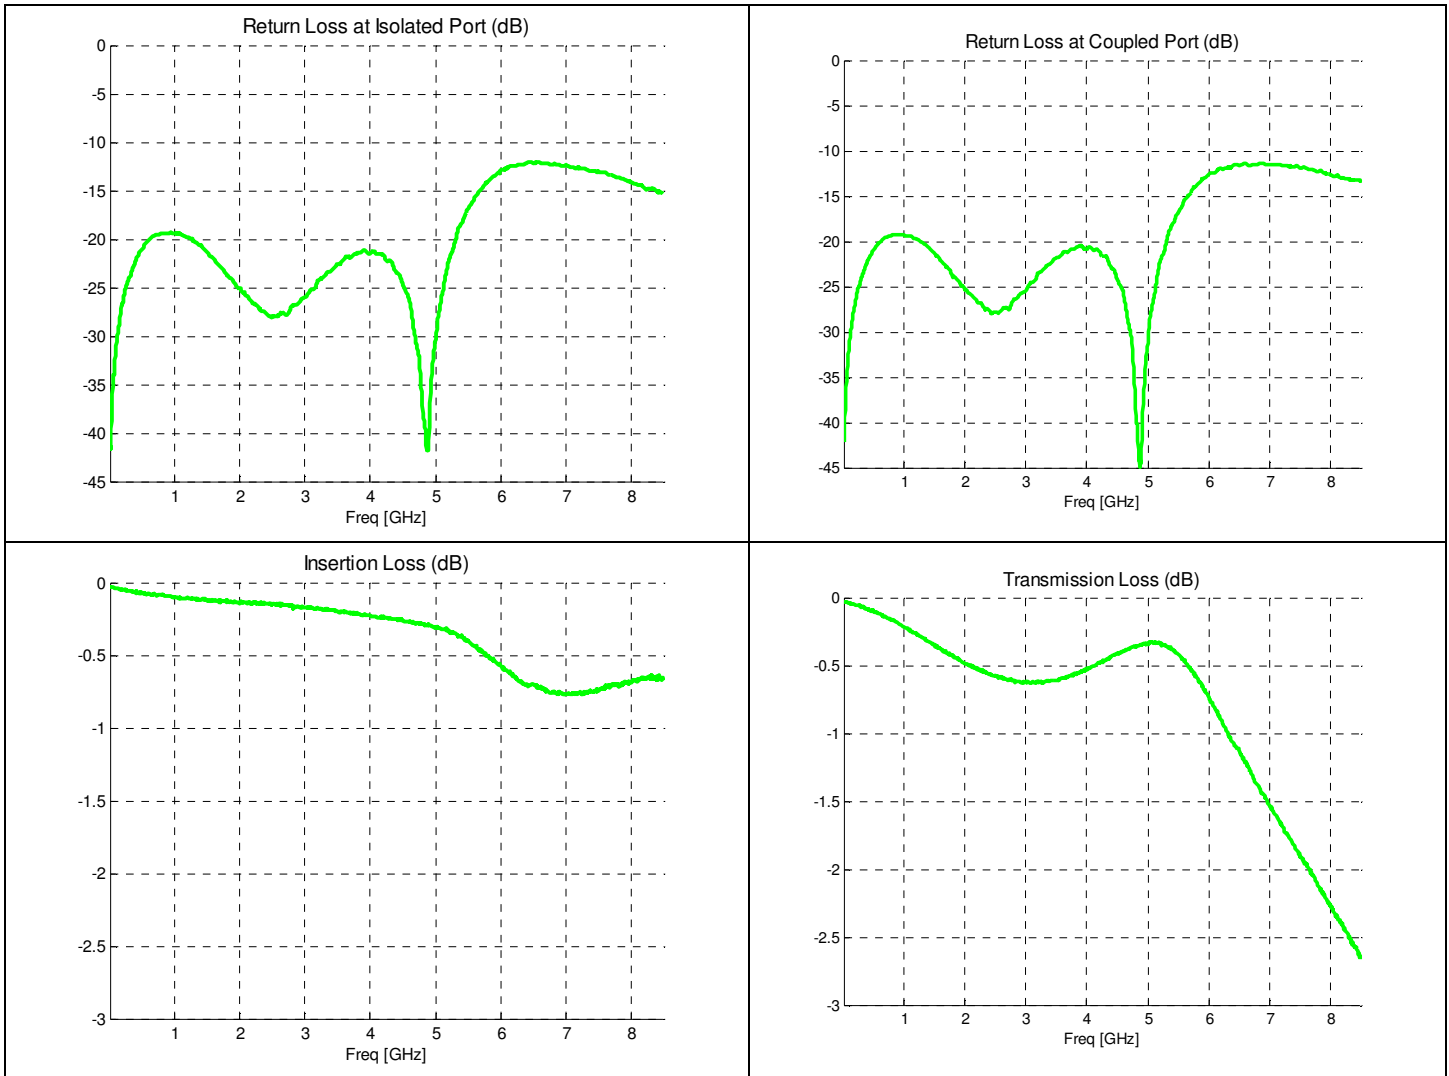 Return Loss at Isolated Port (dB)
0
-5
-10
-15
-20
-25
-30
-35
-40
-45
1 2 3 4 5 6 7 8
Freq [GHz]
Return Loss at Coupled Port (dB)
0
-5
-10
-15
-20
-25
-30
-35
-40
-45
1 2 3 4 5 6 7 8
Freq [GHz]
Insertion Loss (dB)
0
-0.5
-1
-1.5
-2
-2.5
-3
1 2 3 4 5 6 7 8
Freq [GHz]
Transmission Loss (dB)
0
-0.5
-1
-1.5
-2
-2.5
-3
1 2 3 4 5 6 7 8
Freq [GHz]